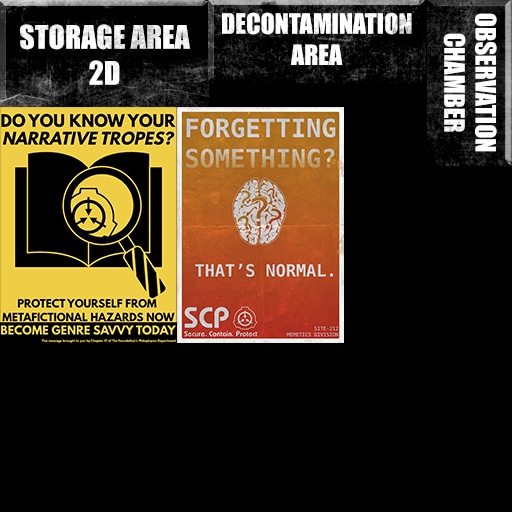 STORAGE AREA
2D
DECONTAMINATION
AREA
OBSERVATION
CHAMBER
DO YOU KNOW YOUR
NARRATIVE TROPES?
PROTECT YOURSELF FROM
METAFICTIONAL HAZARDS NOW
BECOME GENRE SAVVY TODAY
This message brought to you by Chapter IV of The Foundation's Metaphysics Department
FORGETTING
SOMETHING?
THAT'S NORMAL.
SCP
Secure. Contain. Protect
SITE-212
MEMETICS DIVISION